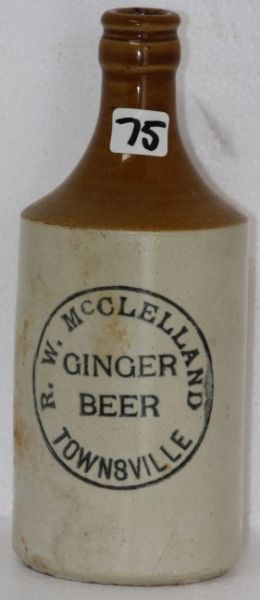 75
R. W. McCLELLAND
GINGER
BEER
TOWNSVILLE